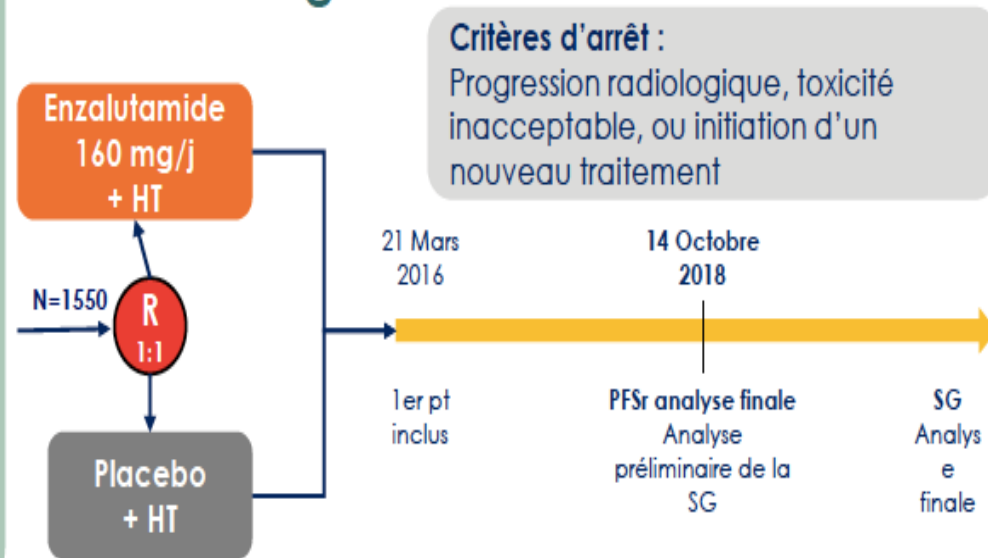 Critères d'arrêt :
Progression radiologique, toxicité
inacceptable, ou initiation d'un
nouveau traitement
Enzalutamide
160 mg/j
+ HT
N=1550
R
1:1
Placebo
+ HT
21 Mars
2016
14 Octobre
2018
1er pt
inclus
PFSr analyse finale
Analyse
préliminaire de la
SG
SG
Analys
e
finale